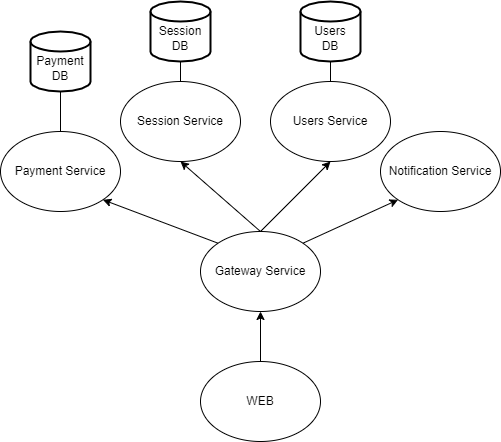 Session
DB
Users
DB
Payment
DB
Session Service
Users Service
Payment Service
Notification Service
Gateway Service
WEB